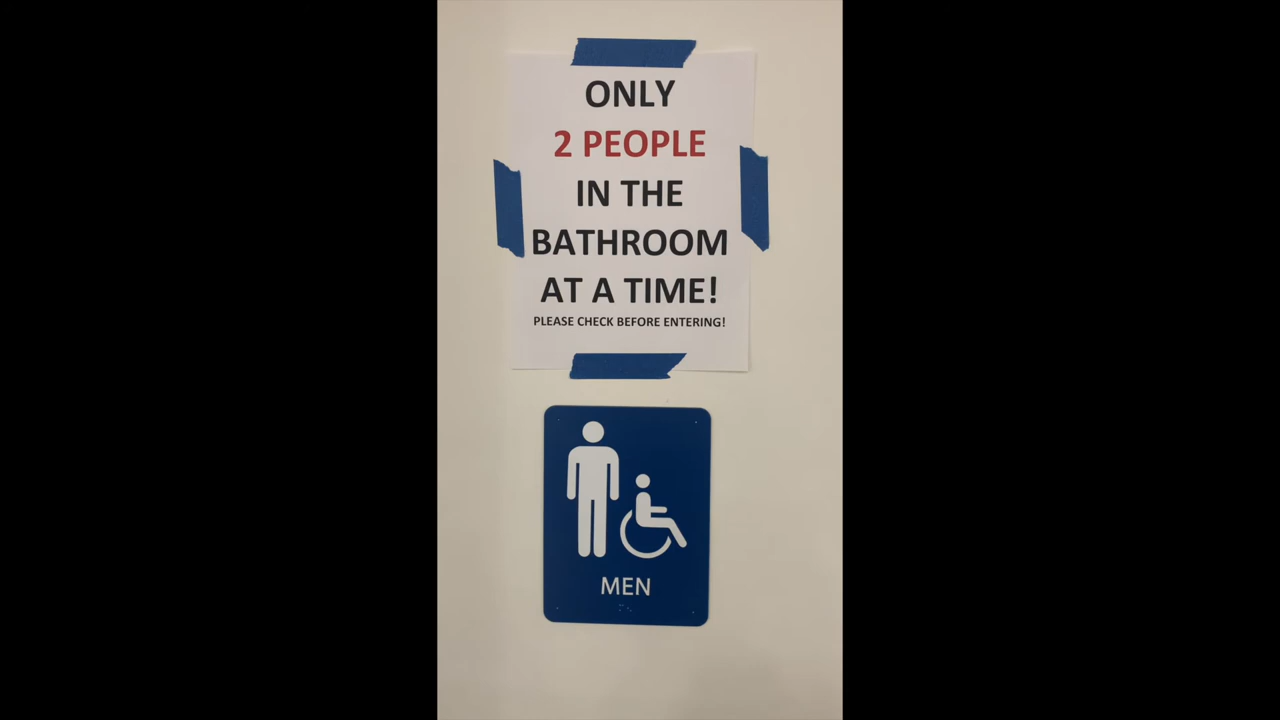 ONLY
2 PEOPLE
IN THE
BATHROOM
AT A TIME!
PLEASE CHECK BEFORE ENTERING!
MEN